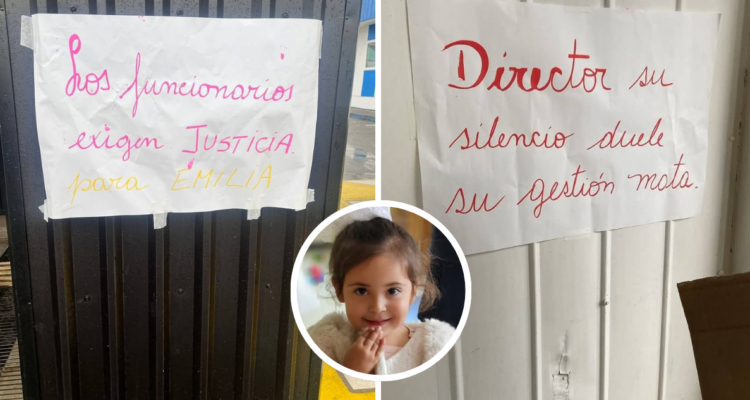 Los funcionarios
exigen JUSTICIA
para EMILIA
Director su
silencio duele
su gestión mata.